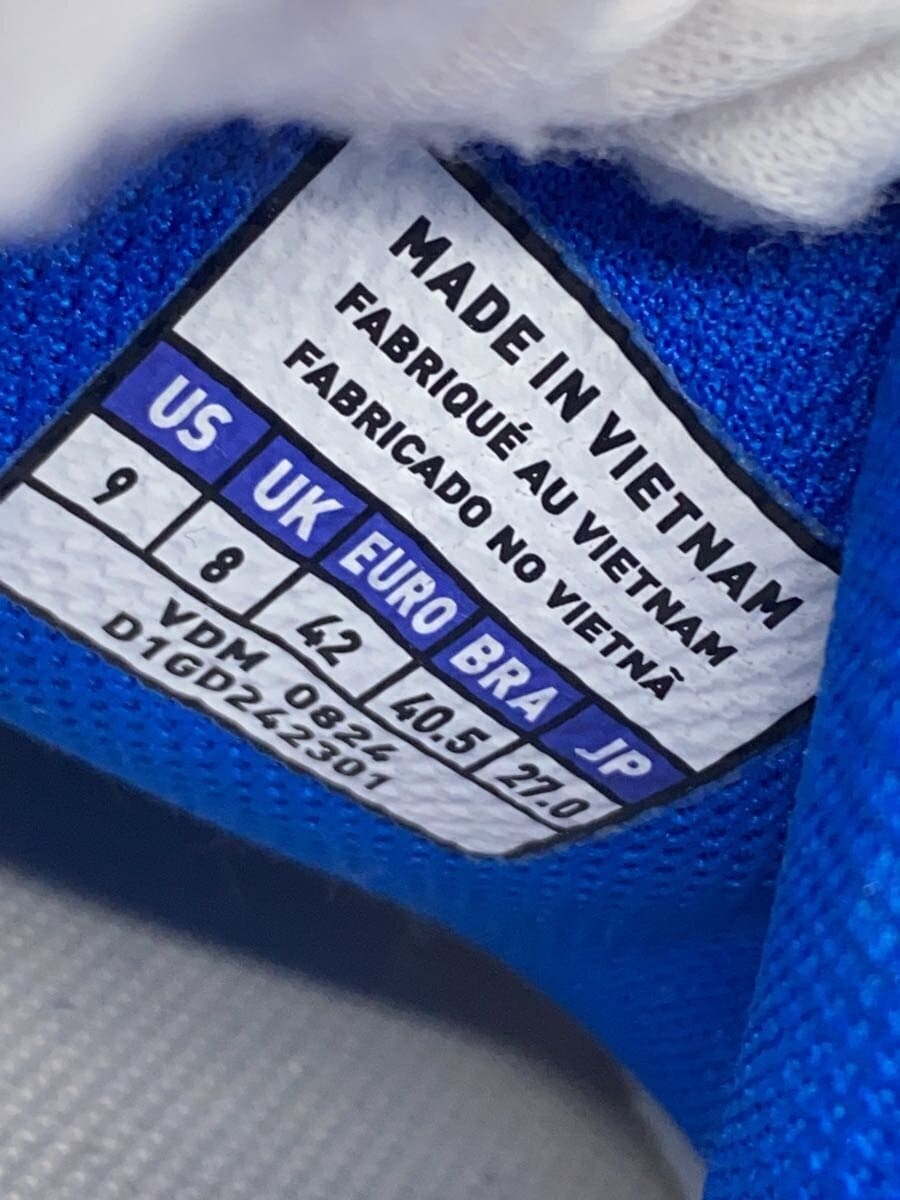 MADE IN VIETNAM
FABRIQUÉ AU VIETNAM
FABRICADO NO VIETNÃ
US UK EURO BRA JP
9 8 42 40.5 27.0
VDM 0824
D1GD242301